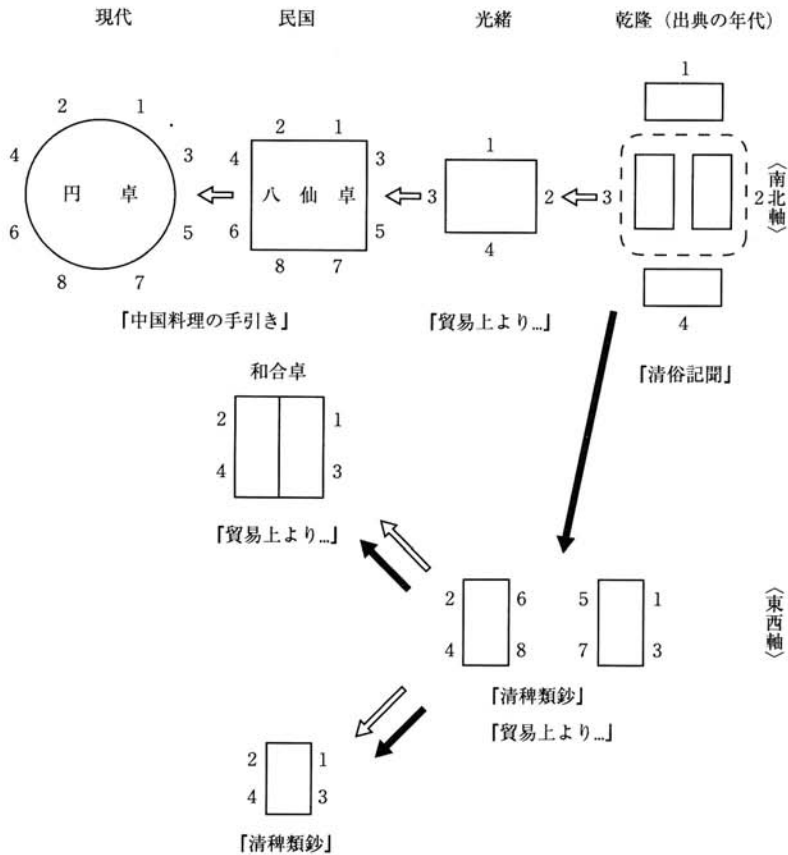 現代 民国 光緒 乾隆（出典の年代）
2 1
4 3
円卓
6 5
8 7
2 1
4 3
八仙卓
6 5
8 7
1
3 2
4
1
3 2
4
〈南北軸〉
『中国料理の手引き』
『貿易上より…』
『清俗記聞』
和合卓
2 1
4 3
『貿易上より…』
2 6 5 1
4 8 7 3
〈東西軸〉
『清稗類鈔』
『貿易上より…』
2 1
4 3
『清稗類鈔』